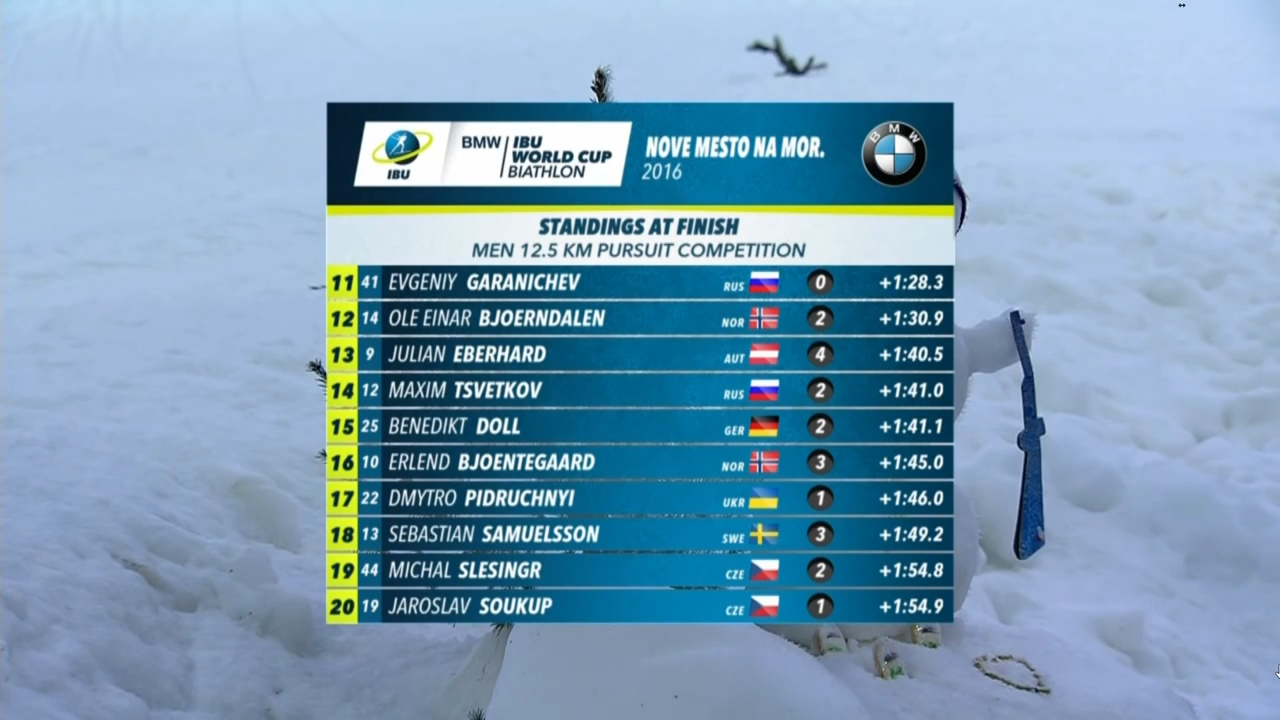 IBU
BMW
IBU
WORLD CUP
BIATHLON
NOVE MESTO NA MOR.
2016
BMW
STANDINGS AT FINISH
MEN 12.5 KM PURSUIT COMPETITION
11 41 EVGENIY GARANICHEV RUS 0 +1:28.3
12 14 OLE EINAR BJOERNDALEN NOR 2 +1:30.9
13 9 JULIAN EBERHARD AUT 4 +1:40.5
14 12 MAXIM TSVETKOV RUS 2 +1:41.0
15 25 BENEDIKT DOLL GER 2 +1:41.1
16 10 ERLEND BJOENTEGAARD NOR 3 +1:45.0
17 22 DMYTRO PIDRUCHNYI UKR 1 +1:46.0
18 13 SEBASTIAN SAMUELSSON SWE 3 +1:49.2
19 44 MICHAL SLESINGR CZE 2 +1:54.8
20 19 JAROSLAV SOUKUP CZE 1 +1:54.9